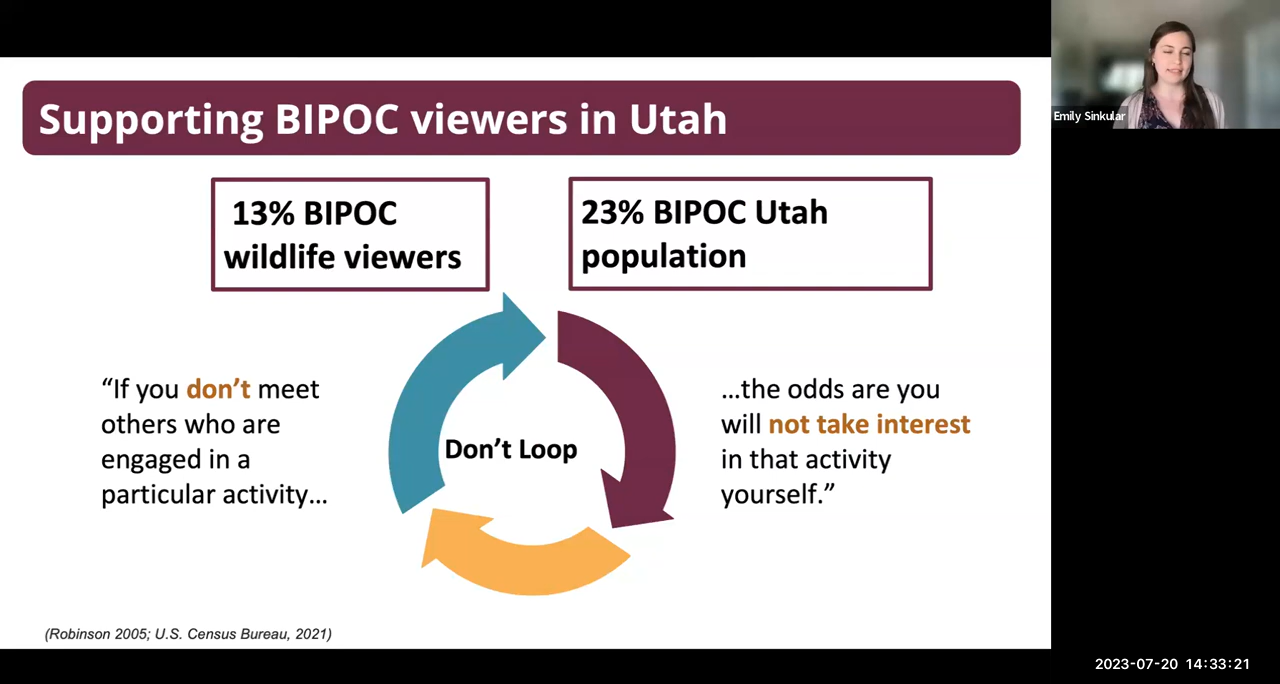 Supporting BIPOC viewers in Utah
13% BIPOC
wildlife viewers
23% BIPOC Utah
population
“If you don’t meet
others who are
engaged in a
particular activity…
Don’t Loop
…the odds are you
will not take interest
in that activity
yourself.”
(Robinson 2005; U.S. Census Bureau, 2021)
Emily Sinkular
2023-07-20 14:33:21